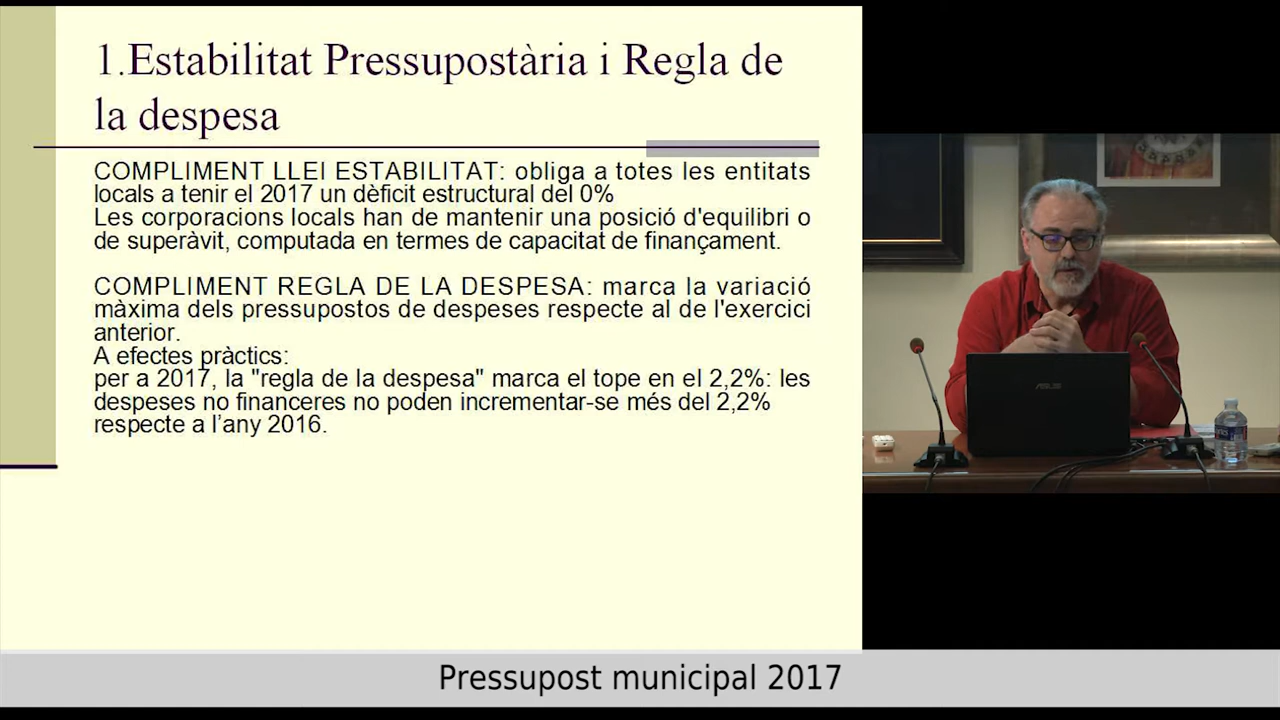 1.Estabilitat Pressupostària i Regla de
la despesa
COMPLIMENT LLEI ESTABILITAT: obliga a totes les entitats
locals a tenir el 2017 un dèficit estructural del 0%
Les corporacions locals han de mantenir una posició d'equilibri o
de superàvit, computada en termes de capacitat de finançament.
COMPLIMENT REGLA DE LA DESPESA: marca la variació
màxima dels pressupostos de despeses respecte al de l'exercici
anterior.
A efectes pràctics:
per a 2017, la "regla de la despesa" marca el tope en el 2,2%: les
despeses no financeres no poden incrementar-se més del 2,2%
respecte a l’any 2016.
ASUS
Pressupost municipal 2017